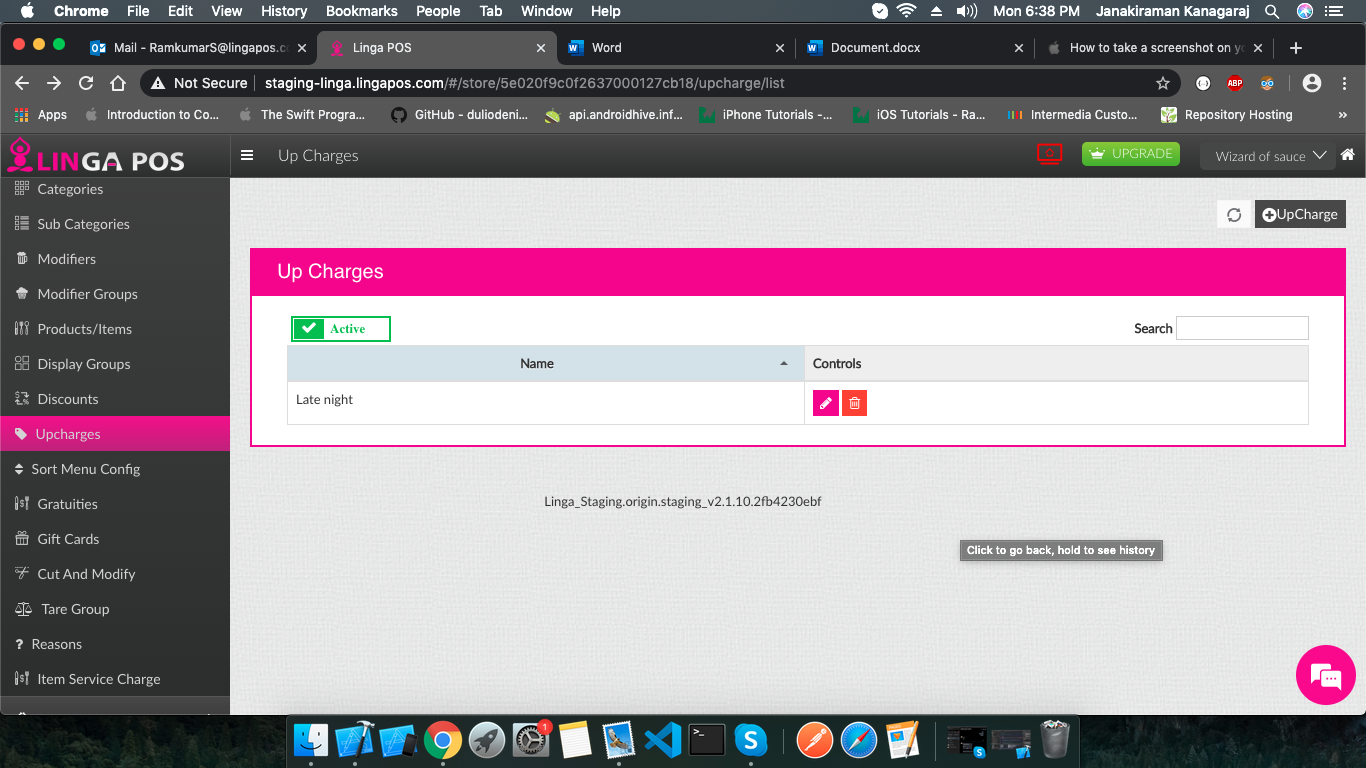 Chrome File Edit View History Bookmarks People Tab Window Help Mon 6:38 PM Janakiraman Kanagaraj
Mail - RamkumarS@lingapos.co Linga POS Word Document.docx How to take a screenshot on yo
Not Secure staging-linga.lingapos.com/#/store/5e020f9c0f2637000127cb18/upcharge/list ABP
Apps Introduction to Co... The Swift Progra... GitHub - duliodeni... api.androidhive.inf... iPhone Tutorials -... iOS Tutorials - Ra... Intermedia Custo... Repository Hosting »
LINGA POS Up Charges UPGRADE Wizard of sauce
Categories
Sub Categories
Modifiers
Modifier Groups
Products/Items
Display Groups
Discounts
Upcharges
Sort Menu Config
Gratuities
Gift Cards
Cut And Modify
Tare Group
? Reasons
Item Service Charge
UpCharge
Up Charges
Active Search
Name Controls
Late night
Linga_Staging.origin.staging_v2.1.10.2fb4230ebf
Click to go back, hold to see history
1